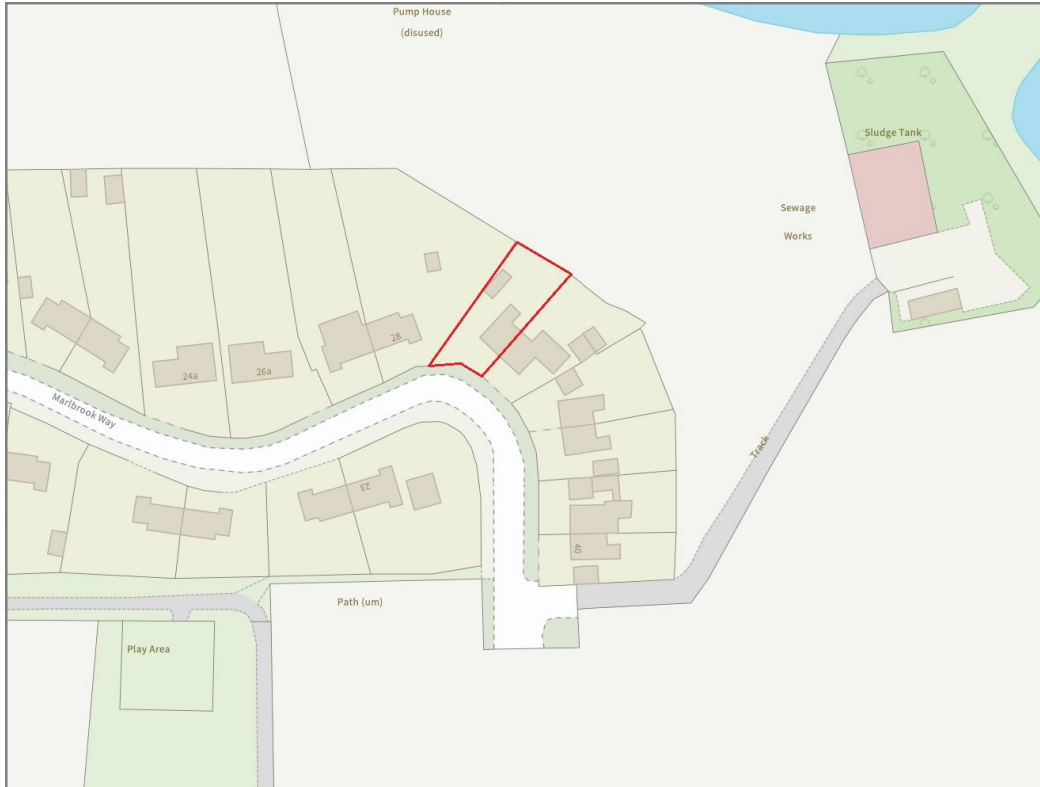 Pump House
(disused)
Sludge Tank
Sewage
Works
28
24a
26a
Marlbrook Way
Track
23
40
Path (um)
Play Area